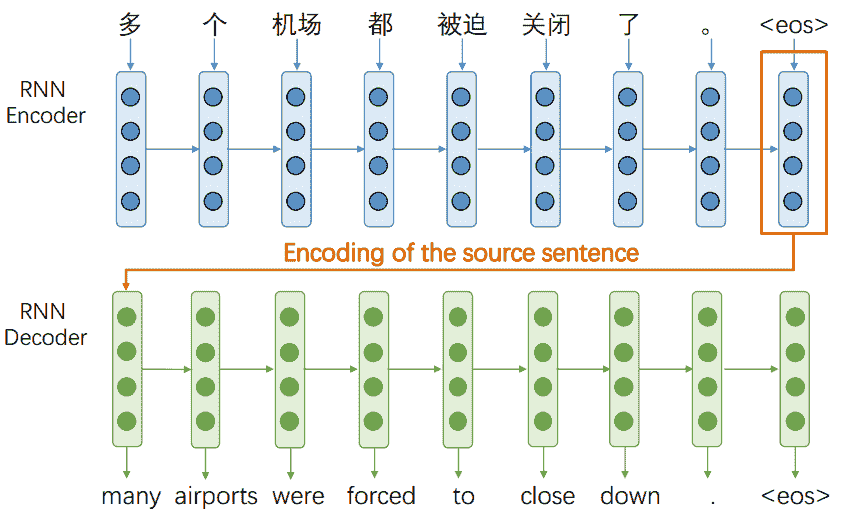 多 个 机场 都 被迫 关闭 了 。 <eos>
RNN
Encoder
Encoding of the source sentence
RNN
Decoder
many airports were forced to close down . <eos>